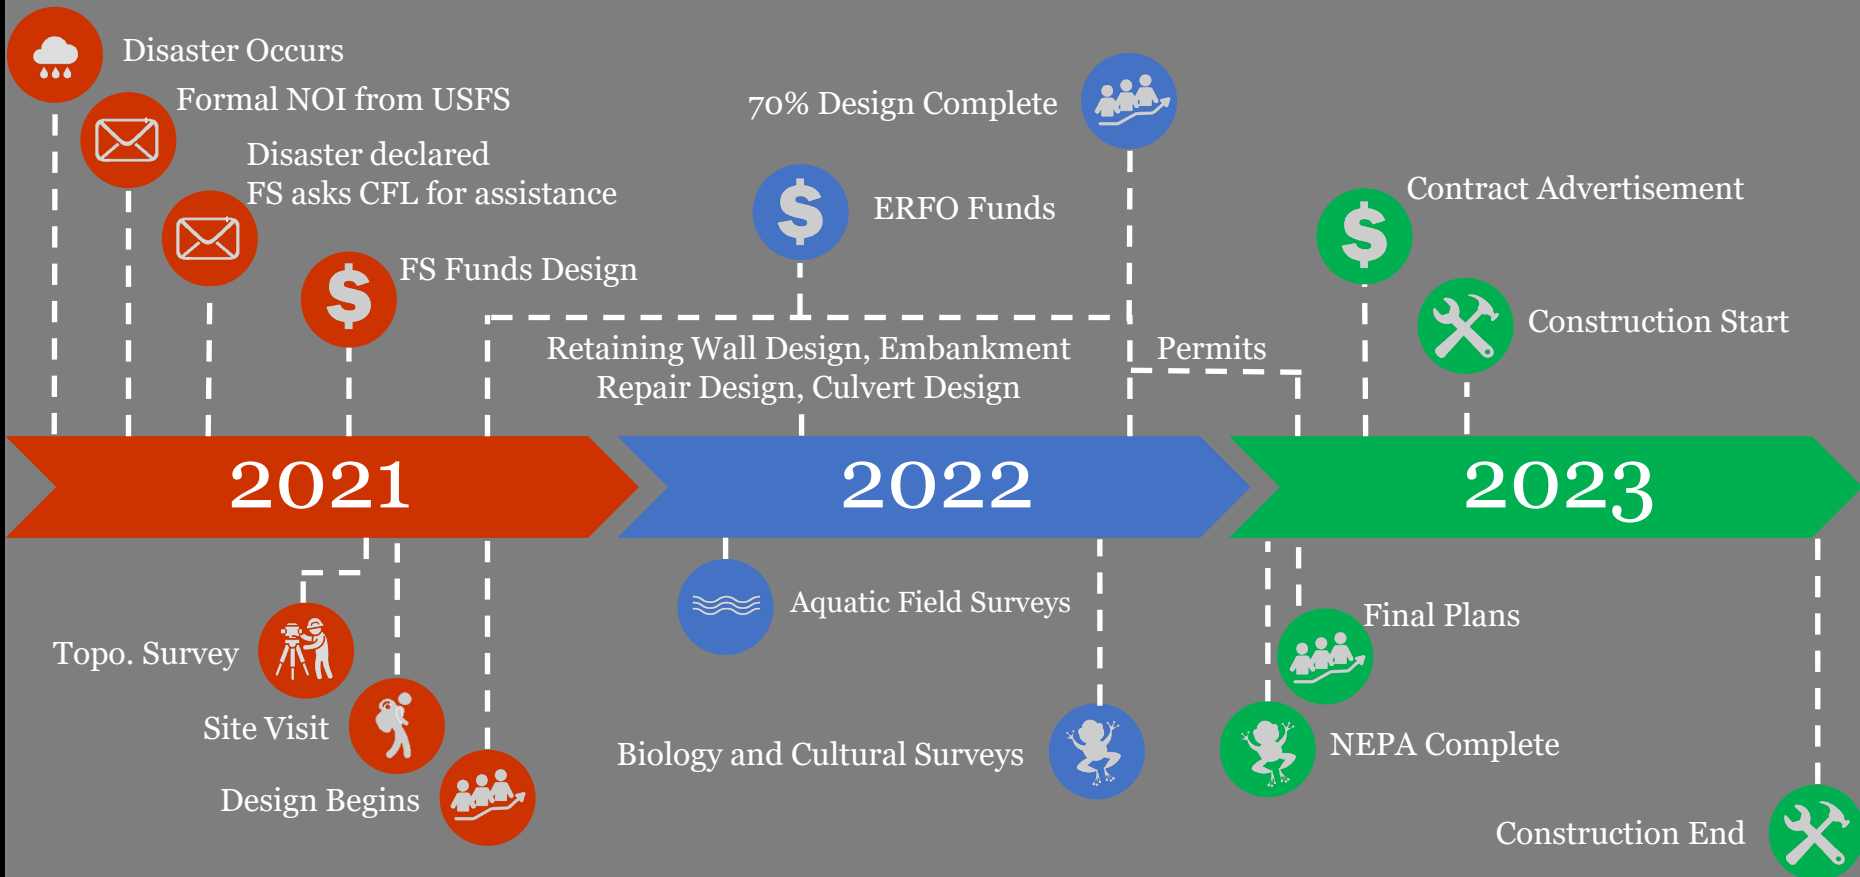 Disaster Occurs
Formal NOI from USFS
Disaster declared
FS asks CFL for assistance
FS Funds Design
70% Design Complete
ERFO Funds
Retaining Wall Design, Embankment
Repair Design, Culvert Design
Permits
Contract Advertisement
Construction Start
2021
2022
2023
Topo. Survey
Site Visit
Design Begins
Aquatic Field Surveys
Biology and Cultural Surveys
Final Plans
NEPA Complete
Construction End